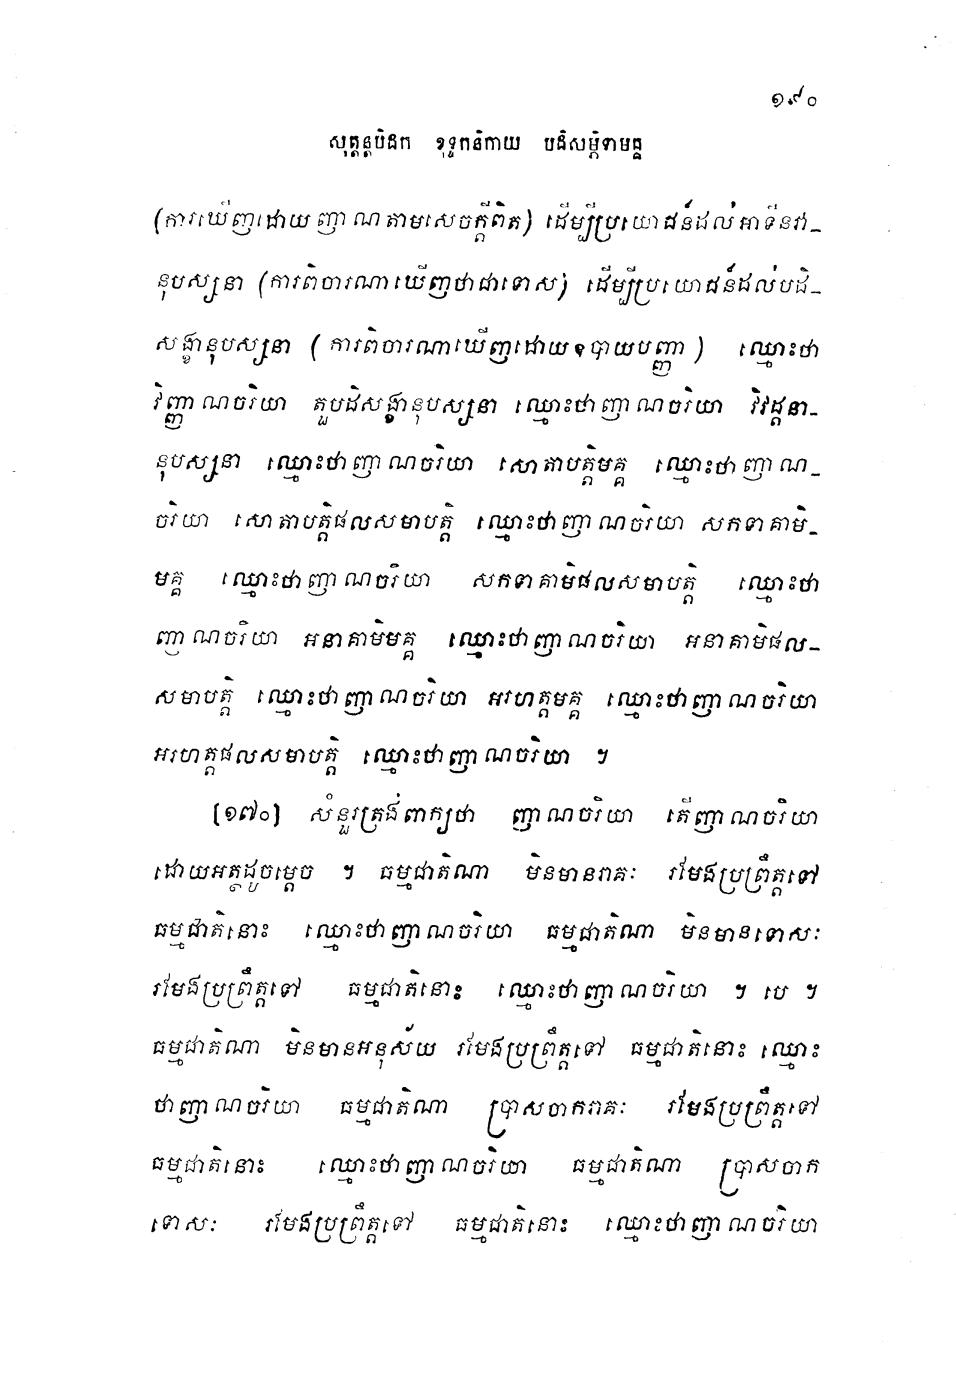 ១៩០
សុត្តន្តបិដក ខុទ្ទកនិកាយ បដិសម្ភិទាមគ្គ
(ការឃើញដោយញាណតាមសេចក្តីពិត) ដើម្បីប្រយោជន៍ដល់អាទីនវា-
នុបស្សនា (ការពិចារណាឃើញថាជាទោស) ដើម្បីប្រយោជន៍ដល់បដិ-
សង្ខានុបស្សនា (ការពិចារណាឃើញដោយឧបាយបញ្ញា) ឈ្មោះថា
វិញ្ញាណចរិយា តួបដិសង្ខានុបស្សនា ឈ្មោះថាញាណចរិយា វិវដ្តនា-
នុបស្សនា ឈ្មោះថាញាណចរិយា សោតាបត្តិមគ្គ ឈ្មោះថាញាណ-
ចរិយា សោតាបត្តិផលសមាបត្តិ ឈ្មោះថាញាណចរិយា សកទាគាមិ-
មគ្គ ឈ្មោះថាញាណចរិយា សកទាគាមិផលសមាបត្តិ ឈ្មោះថា
ញាណចរិយា អនាគាមិមគ្គ ឈ្មោះថាញាណចរិយា អនាគាមិផល-
សមាបត្តិ ឈ្មោះថាញាណចរិយា អរហត្តមគ្គ ឈ្មោះថាញាណចរិយា
អរហត្តផលសមាបត្តិ ឈ្មោះថាញាណចរិយា ។
[១៧០] សំនួរត្រង់ពាក្យថា ញាណចរិយា តើញាណចរិយា
ដោយអត្ថដូចម្តេច ។ ធម្មជាតិណា មិនមានរាគៈ រមែងប្រព្រឹត្តទៅ
ធម្មជាតិនោះ ឈ្មោះថាញាណចរិយា ធម្មជាតិណា មិនមានទោសៈ
រមែងប្រព្រឹត្តទៅ ធម្មជាតិនោះ ឈ្មោះថាញាណចរិយា ។ បេ ។
ធម្មជាតិណា មិនមានអនុស័យ រមែងប្រព្រឹត្តទៅ ធម្មជាតិនោះ ឈ្មោះ
ថាញាណចរិយា ធម្មជាតិណា ប្រាសចាករាគៈ រមែងប្រព្រឹត្តទៅ
ធម្មជាតិនោះ ឈ្មោះថាញាណចរិយា ធម្មជាតិណា ប្រាសចាក
ទោសៈ រមែងប្រព្រឹត្តទៅ ធម្មជាតិនោះ ឈ្មោះថាញាណចរិយា